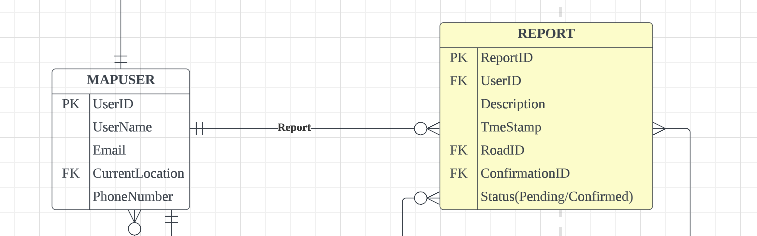 REPORT
PK ReportID
FK UserID
Description
TmeStamp
FK RoadID
FK ConfirmationID
Status(Pending/Confirmed)
MAPUSER
PK UserID
UserName
Email
FK CurrentLocation
PhoneNumber
Report